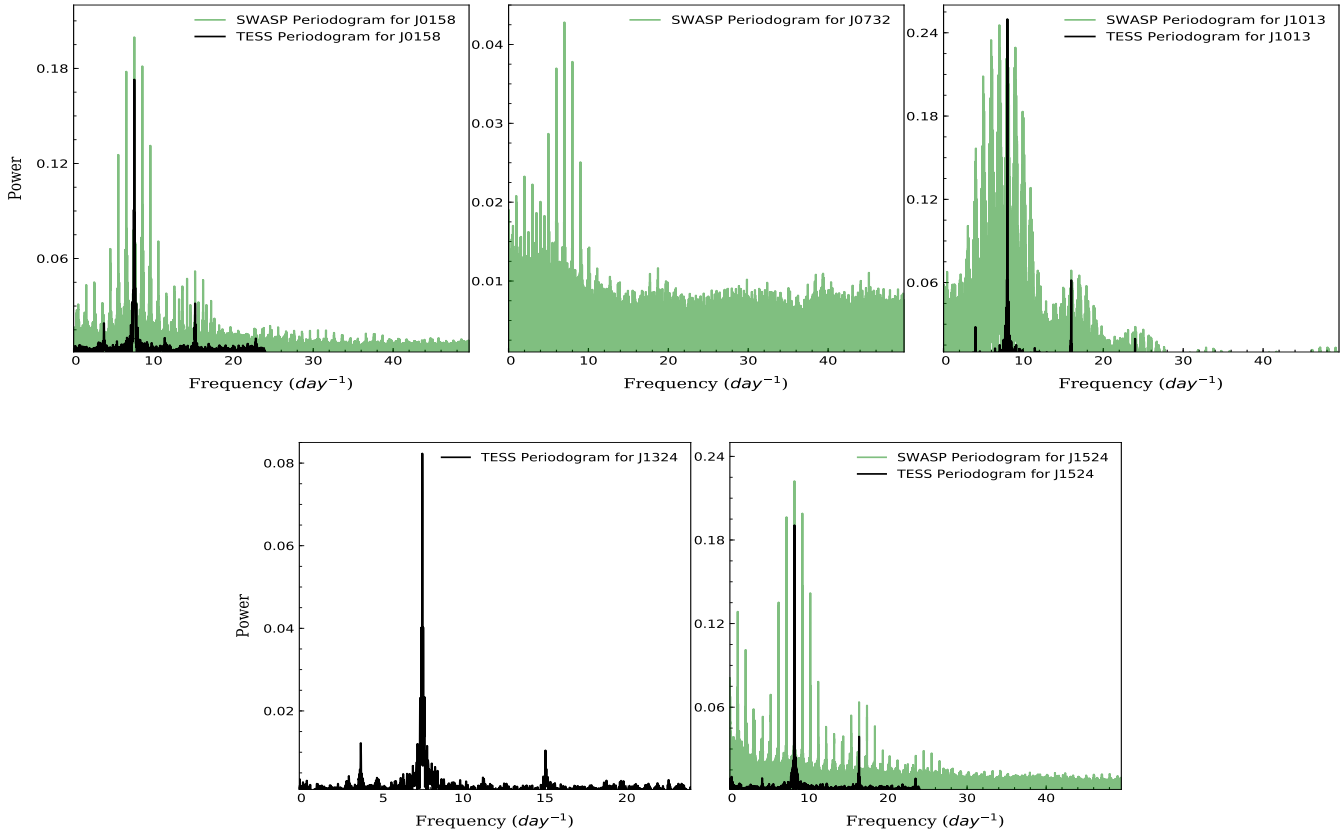 SWASP Periodogram for J0158
TESS Periodogram for J0158
0.18
0.12
0.06
Power
0 10 20 30 40
Frequency (day⁻¹)
SWASP Periodogram for J0732
0.04
0.03
0.02
0.01
0 10 20 30 40
Frequency (day⁻¹)
SWASP Periodogram for J1013
TESS Periodogram for J1013
0.24
0.18
0.12
0.06
0 10 20 30 40
Frequency (day⁻¹)
TESS Periodogram for J1324
0.08
0.06
0.04
0.02
Power
0 5 10 15 20
Frequency (day⁻¹)
SWASP Periodogram for J1524
TESS Periodogram for J1524
0.24
0.18
0.12
0.06
0 10 20 30 40
Frequency (day⁻¹)